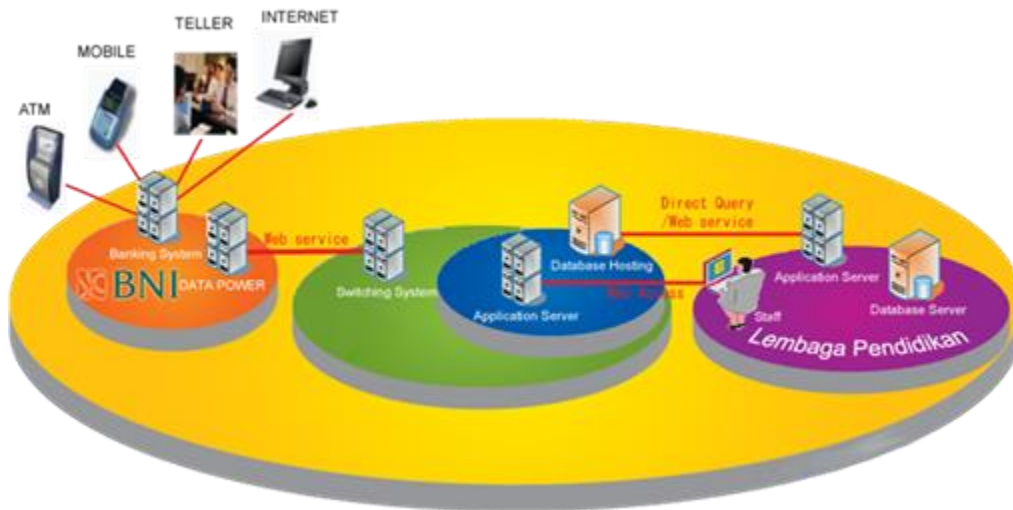 INTERNET
TELLER
MOBILE
ATM
Direct Query
/Web service
Web service
Banking System
BNI DATA POWER
Switching System
Database Hosting
Application Server
Application Server
Database Server
Staff
Lembaga Pendidikan